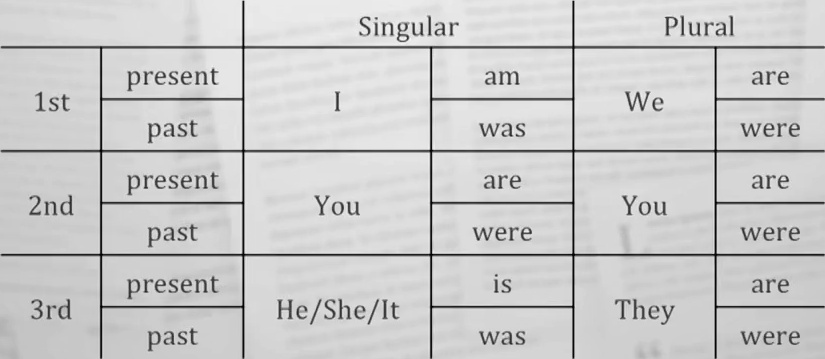 Singular Plural
1st present I am We are
past was were
2nd present You are You are
past were were
3rd present He/She/It is They are
past was were